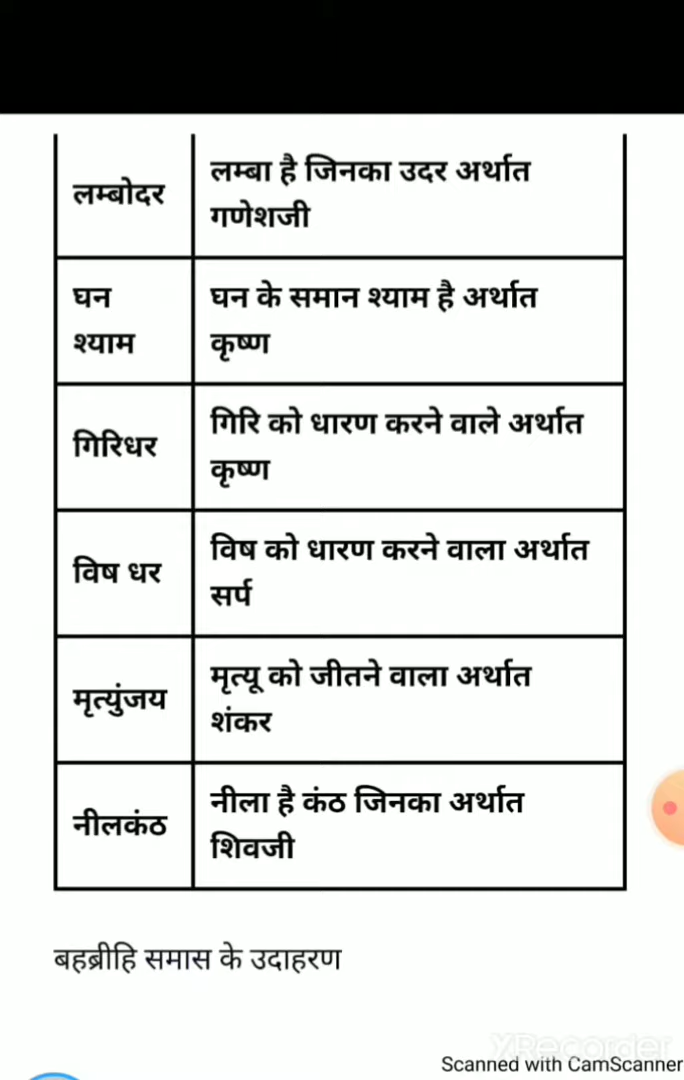 लम्बोदर
लम्बा है जिनका उदर अर्थात
गणेशजी
घन
श्याम
घन के समान श्याम है अर्थात
कृष्ण
गिरिधर
गिरि को धारण करने वाले अर्थात
कृष्ण
विष धर
विष को धारण करने वाला अर्थात
सर्प
मृत्युंजय
मृत्यू को जीतने वाला अर्थात
शंकर
नीलकंठ
नीला है कंठ जिनका अर्थात
शिवजी
बहब्रीहि समास के उदाहरण
XRecorder
Scanned with CamScanner